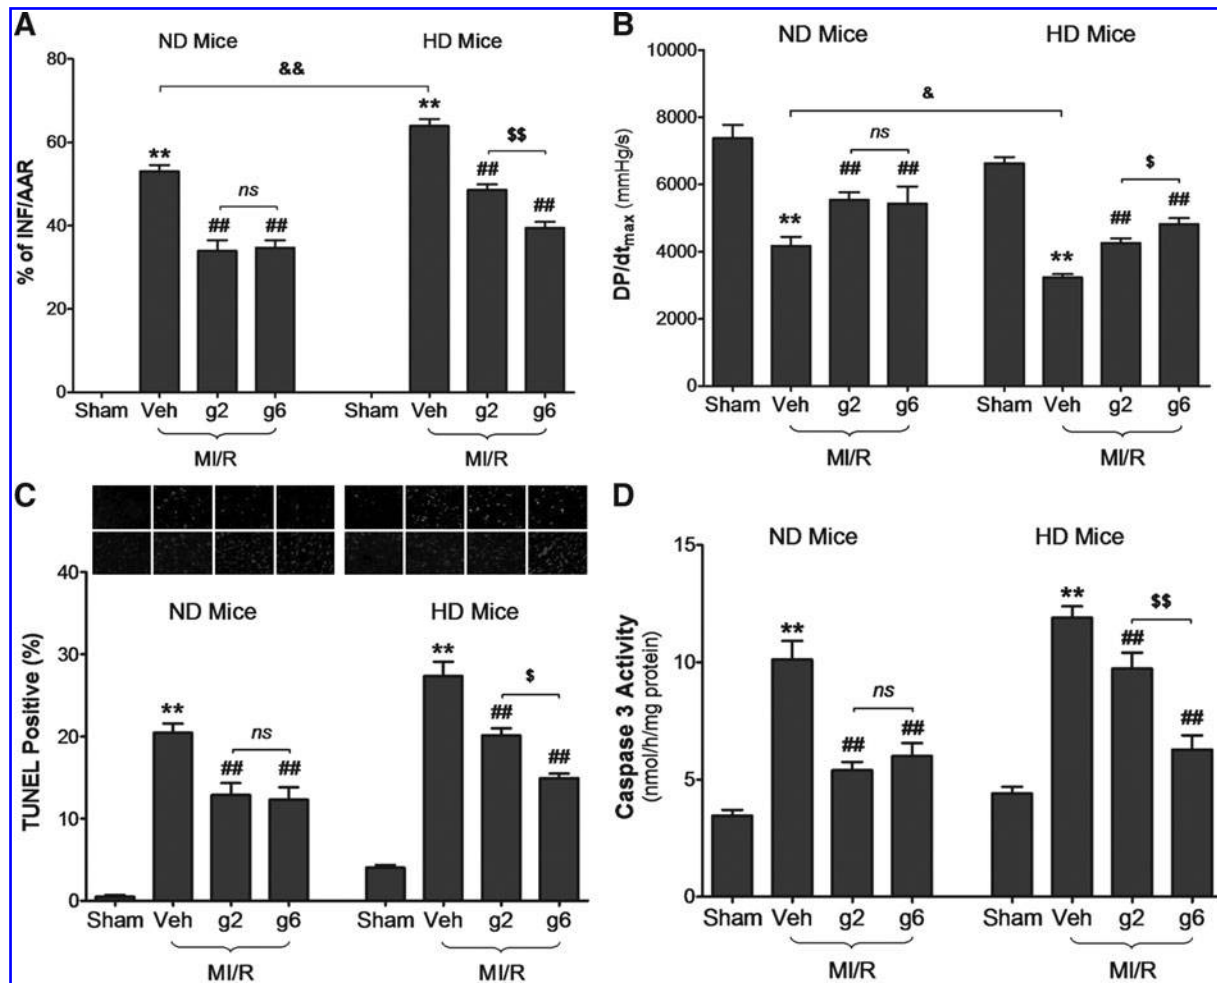 A
ND Mice
HD Mice
80
60
40
20
0
% of INF/AAR
&&
**
**
$$
ns
##
##
##
##
Sham Veh g2 g6 Sham Veh g2 g6
MI/R
MI/R
B
ND Mice
HD Mice
10000
8000
6000
4000
2000
0
DP/dtmax (mmHg/s)
&
ns
##
##
$
##
##
**
**
Sham Veh g2 g6 Sham Veh g2 g6
MI/R
MI/R
C
40
30
20
10
0
TUNEL Positive (%)
ND Mice
HD Mice
**
**
$
ns
##
##
##
##
Sham Veh g2 g6 Sham Veh g2 g6
MI/R
MI/R
D
ND Mice
HD Mice
15
10
5
0
Caspase 3 Activity
(nmol/h/mg protein)
**
**
$$
##
ns
##
##
##
Sham Veh g2 g6 Sham Veh g2 g6
MI/R
MI/R